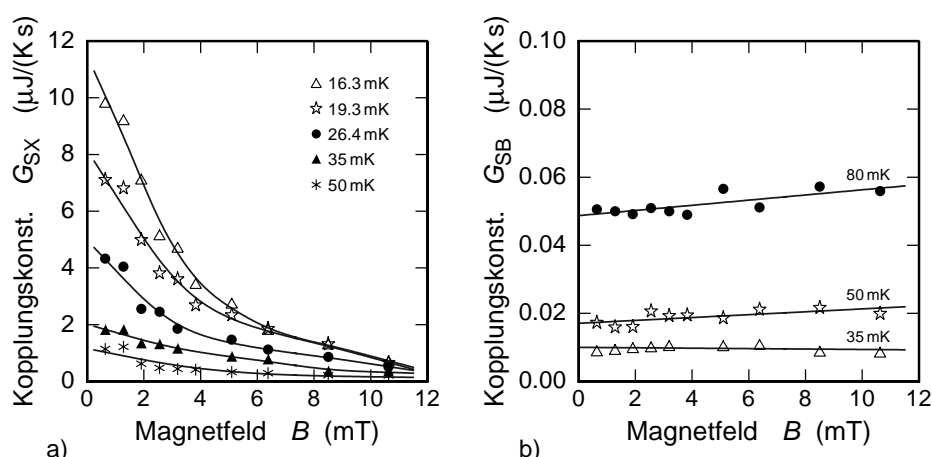 Kopplungskonst. G_SX (µJ/(K s)
12
10
8
6
4
2
0
16.3 mK
19.3 mK
26.4 mK
35 mK
50 mK
0 2 4 6 8 10 12
Magnetfeld B (mT)
a)
Kopplungskonst. G_SB (µJ/(K s)
0.10
0.08
0.06
0.04
0.02
0.00
80 mK
50 mK
35 mK
0 2 4 6 8 10 12
Magnetfeld B (mT)
b)